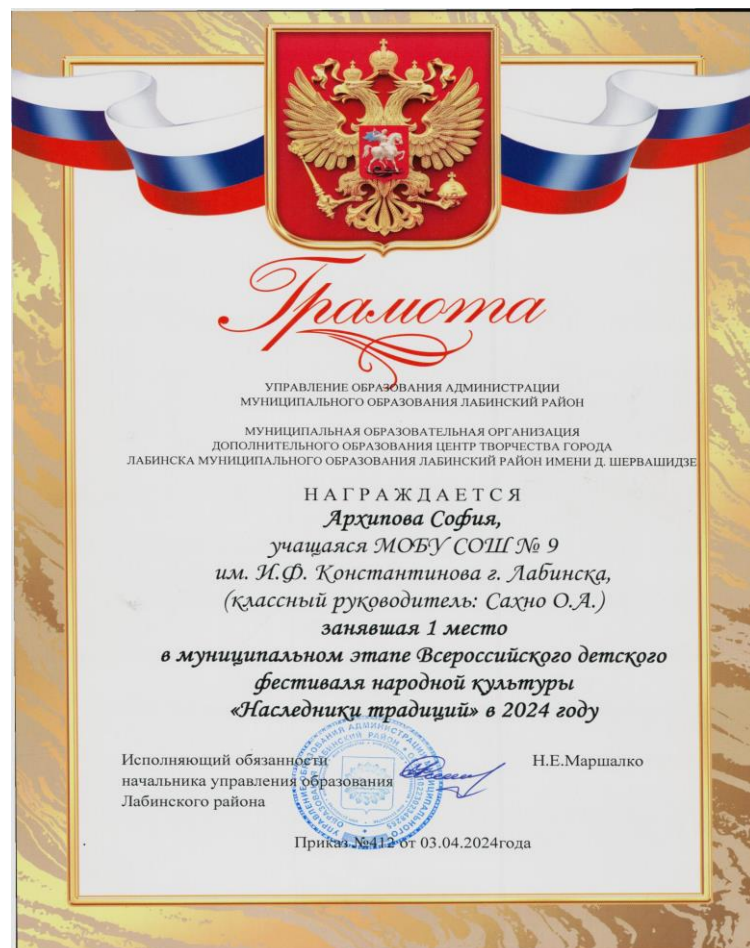 Грамота
УПРАВЛЕНИЕ ОБРАЗОВАНИЯ АДМИНИСТРАЦИИ
МУНИЦИПАЛЬНОГО ОБРАЗОВАНИЯ ЛАБИНСКИЙ РАЙОН
МУНИЦИПАЛЬНАЯ ОБРАЗОВАТЕЛЬНАЯ ОРГАНИЗАЦИЯ
ДОПОЛНИТЕЛЬНОГО ОБРАЗОВАНИЯ ЦЕНТР ТВОРЧЕСТВА ГОРОДА
ЛАБИНСКА МУНИЦИПАЛЬНОГО ОБРАЗОВАНИЯ ЛАБИНСКИЙ РАЙОН ИМЕНИ Д. ШЕРВАШИДЗЕ
НАГРАЖДАЕТСЯ
Архипова София,
учащаяся МОБУ СОШ № 9
им. И.Ф. Константинова г. Лабинска,
(классный руководитель: Сахно О.А.)
занявшая 1 место
в муниципальном этапе Всероссийского детского
фестиваля народной культуры
«Наследники традиций» в 2024 году
Исполняющий обязанности Н.Е.Маршалко
начальника управления образования
Лабинского района
Приказ №412 от 03.04.2024года